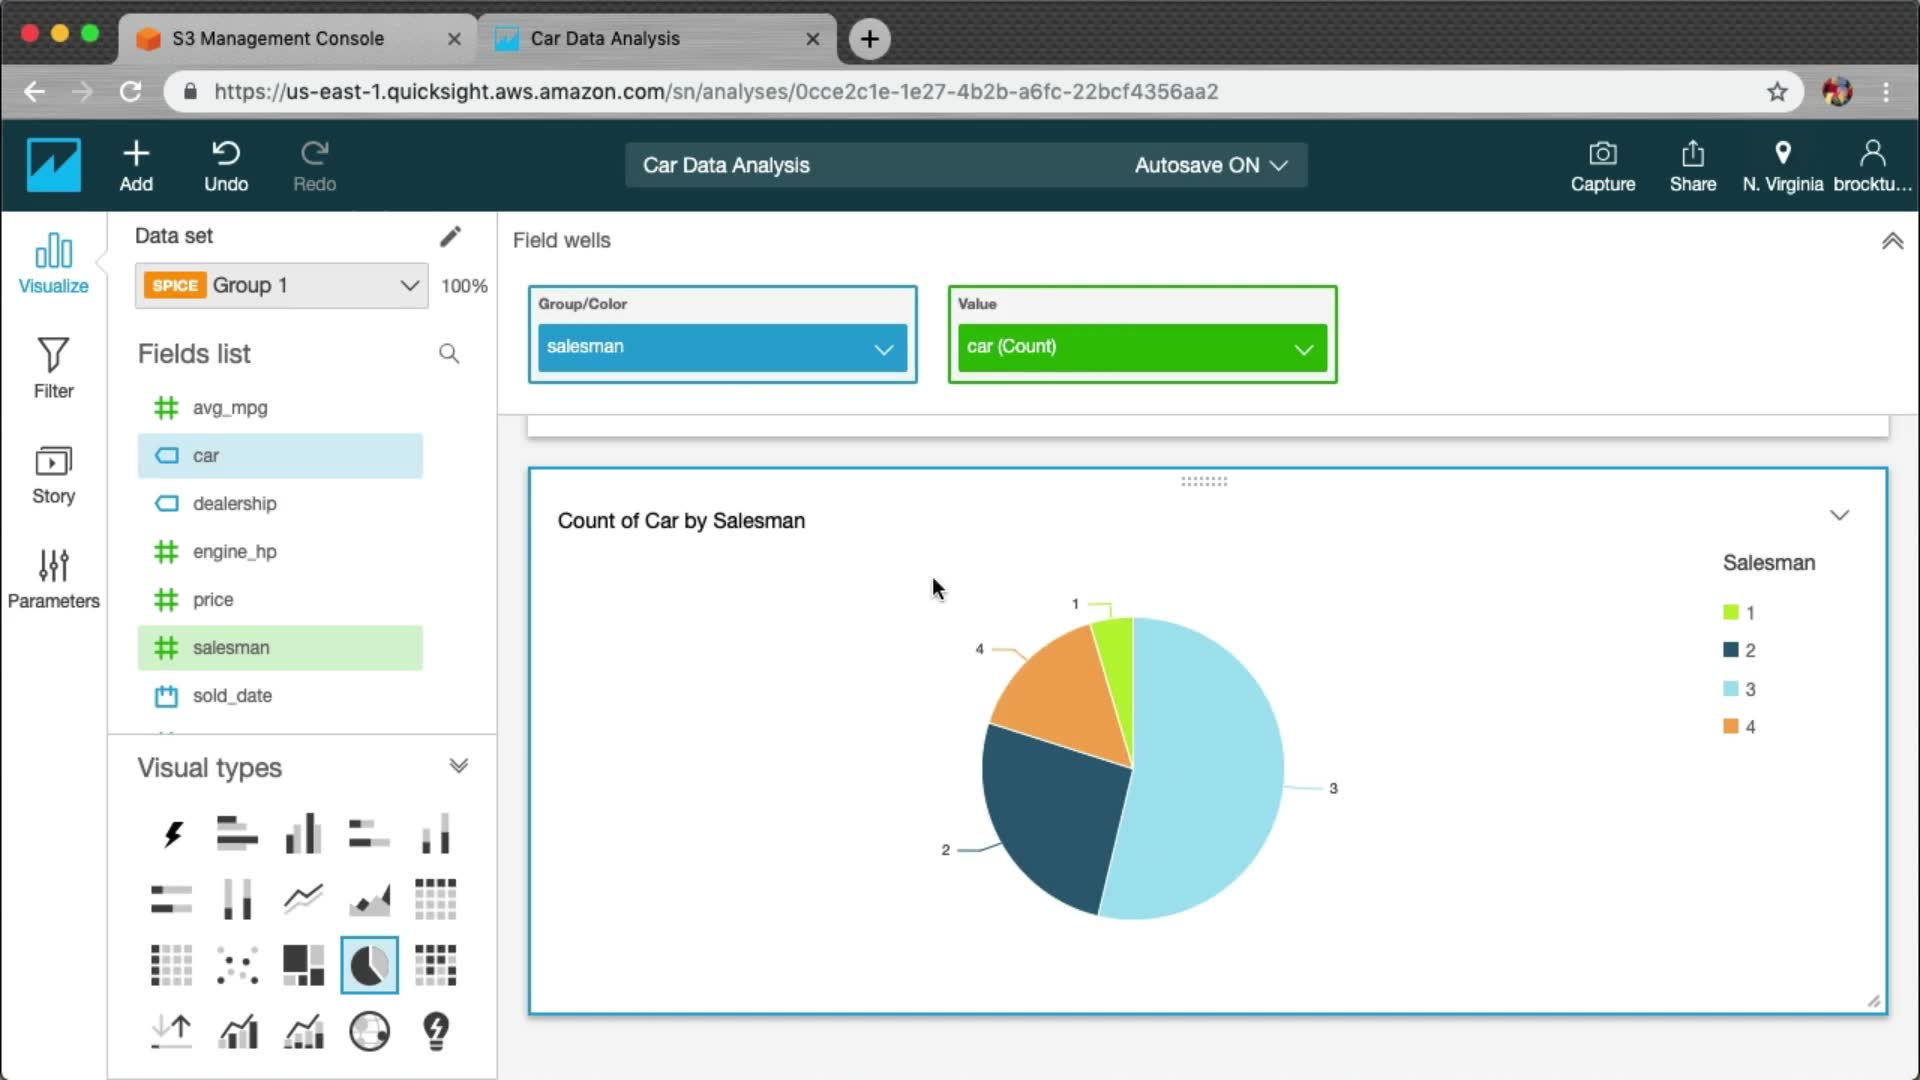 S3 Management Console
Car Data Analysis
https://us-east-1.quicksight.aws.amazon.com/sn/analyses/0cce2c1e-1e27-4b2b-a6fc-22bcf4356aa2
Add
Undo
Redo
Car Data Analysis
Autosave ON
Capture
Share
N. Virginia
brocktu...
Visualize
Filter
Story
Parameters
Data set
SPICE Group 1
100%
Fields list
avg_mpg
car
dealership
engine_hp
price
salesman
sold_date
Visual types
Field wells
Group/Color
salesman
Value
car (Count)
Count of Car by Salesman
1
4
3
2
Salesman
1
2
3
4